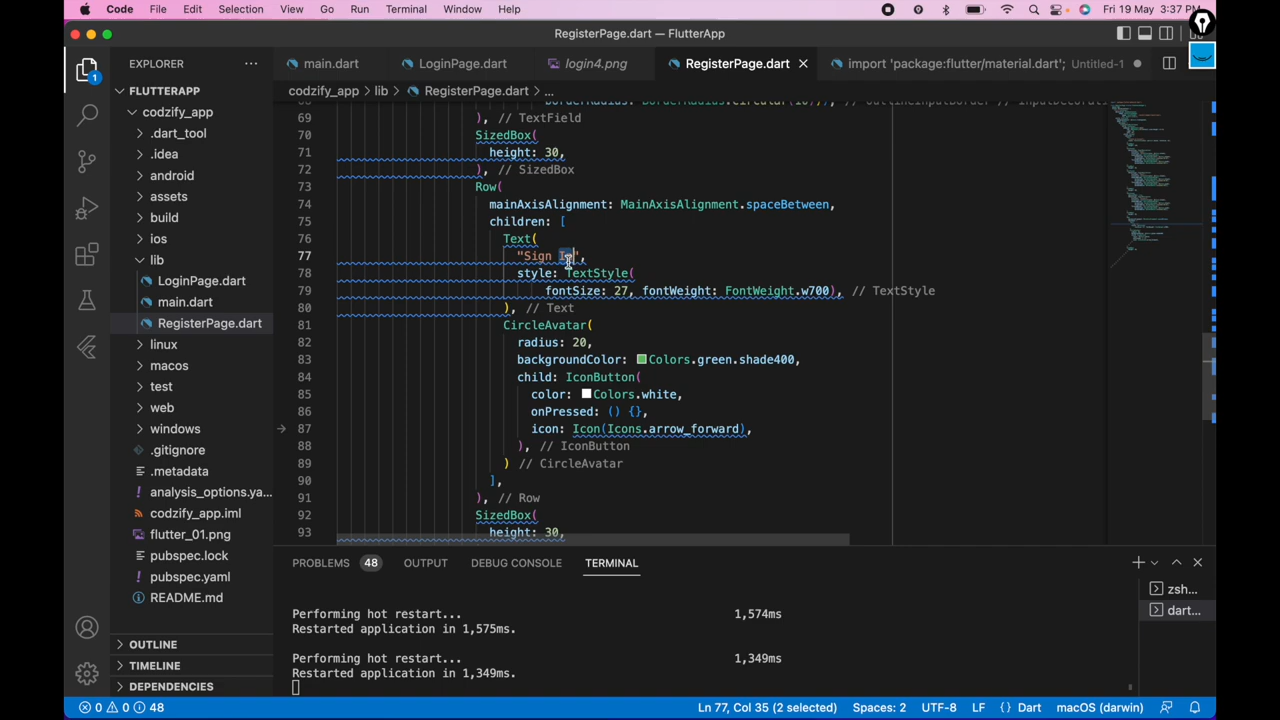 Code File Edit Selection View Go Run Terminal Window Help Fri 19 May 3:37 PM
RegisterPage.dart — FlutterApp
EXPLORER ··· main.dart LoginPage.dart login4.png RegisterPage.dart import 'package:flutter/material.dart'; Untitled-1
codzify_app > lib > RegisterPage.dart > ...
FLUTTERAPP
codzify_app
.dart_tool
.idea
android
assets
build
ios
lib
LoginPage.dart
main.dart
RegisterPage.dart
linux
macos
test
web
windows
.gitignore
.metadata
analysis_options.ya...
codzify_app.iml
flutter_01.png
pubspec.lock
pubspec.yaml
README.md
OUTLINE
TIMELINE
DEPENDENCIES
69 ), // TextField
70 SizedBox(
71 height: 30,
72 ), // SizedBox
73 Row(
74 mainAxisAlignment: MainAxisAlignment.spaceBetween,
75 children: [
76 Text(
77 "Sign In",
78 style: TextStyle(
79 fontSize: 27, fontWeight: FontWeight.w700), // TextStyle
80 ), // Text
81 CircleAvatar(
82 radius: 20,
83 backgroundColor: Colors.green.shade400,
84 child: IconButton(
85 color: Colors.white,
86 onPressed: () {},
87 icon: Icon(Icons.arrow_forward),
88 ), // IconButton
89 ) // CircleAvatar
90 ],
91 ), // Row
92 SizedBox(
93 height: 30,
PROBLEMS 48 OUTPUT DEBUG CONSOLE TERMINAL
Performing hot restart... 1,574ms
Restarted application in 1,575ms.
Performing hot restart... 1,349ms
Restarted application in 1,349ms.
zsh...
dart...
0 0 48 Ln 77, Col 35 (2 selected) Spaces: 2 UTF-8 LF {} Dart macOS (darwin)